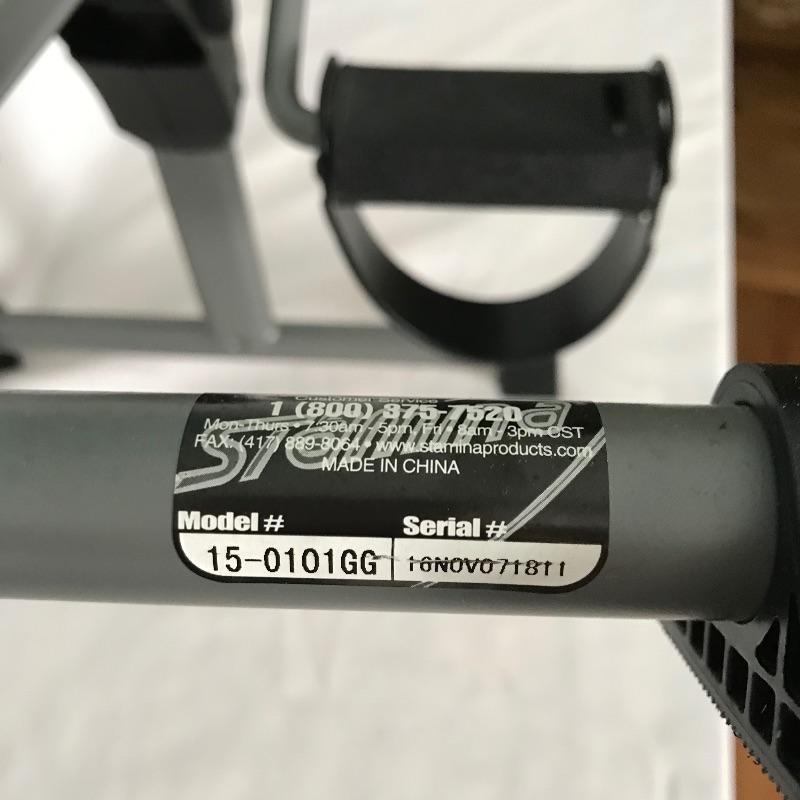 Customer Service
1 (800) 375-7520
Mon-Thurs • 7:30am - 5pm, Fri • 8am - 3pm CST
FAX: (417) 889-8064 • www.staminaproducts.com
Stamina
MADE IN CHINA
Model # Serial #
15-0101GG 16NOV071811